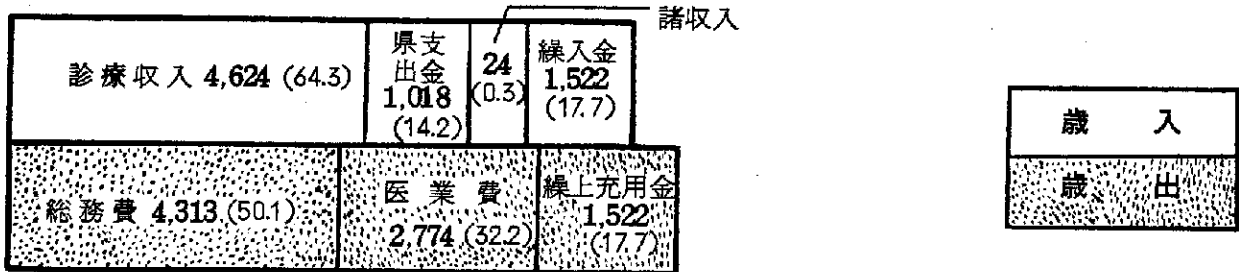 諸収入
診療収入 4,624 (64.3)
県支
出金
1,018
(14.2)
24
(0.3)
繰入金
1,522
(17.7)
総務費 4,313 (50.1)
医業費
2,774 (32.2)
繰上充用金
1,522
(17.7)
歳入
歳出